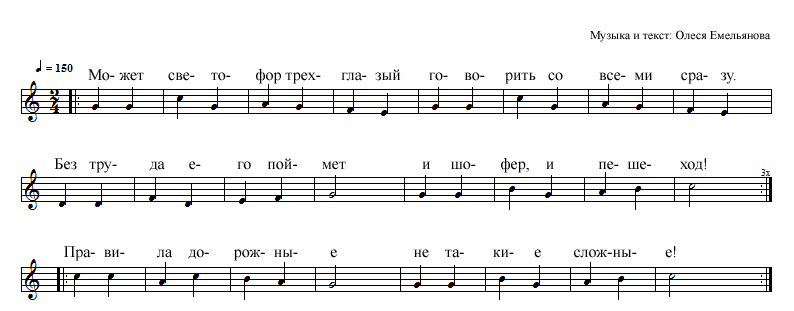 Музыка и текст: Олеся Емельянова
♩ = 150
Мо- жет све- то- фор трех- гла- зый го- во- рить со все- ми сра- зу.
2
4
Без тру- да е- го пой- мет и шо- фер, и пе- ше- ход!
3x
Пра- ви- ла до- рож- ны- е не та- ки- е слож- ны- е!